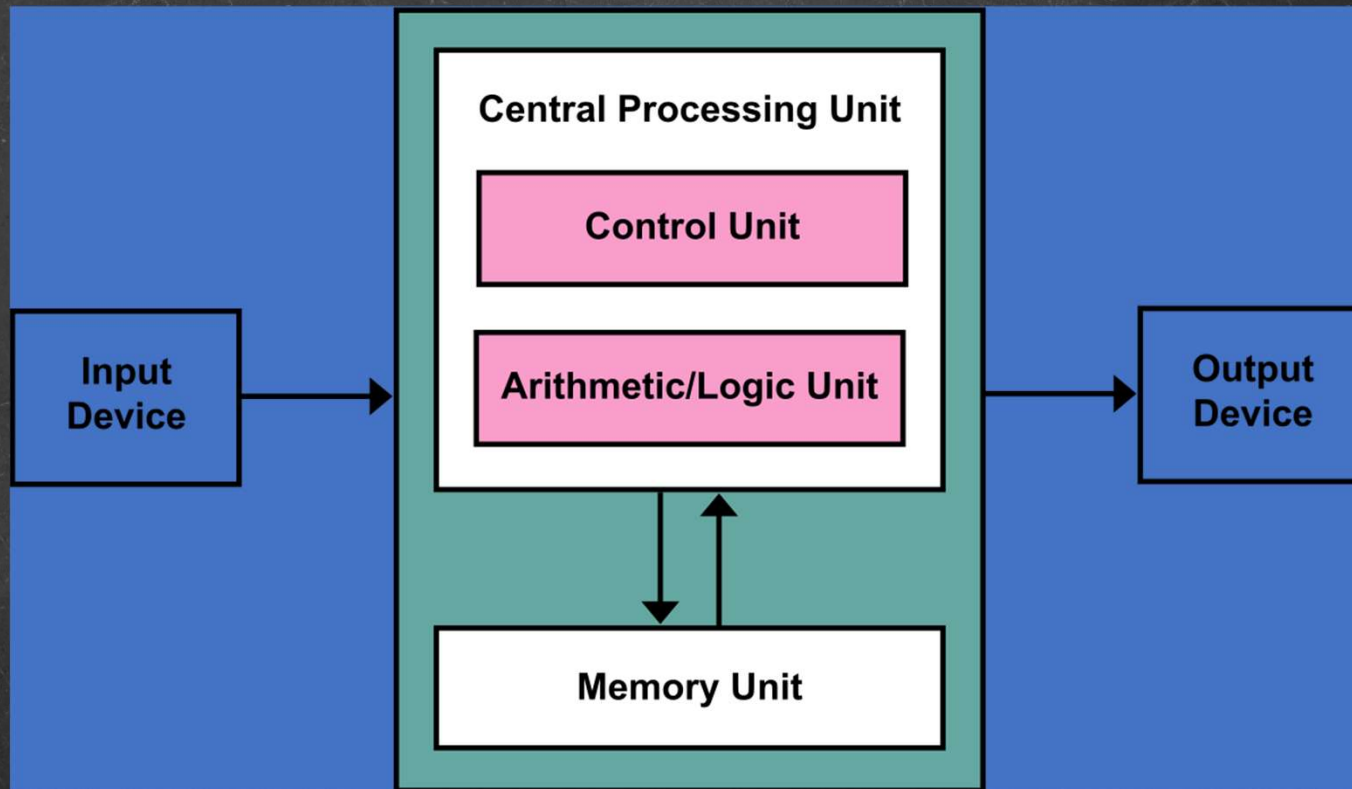 Central Processing Unit
Control Unit
Arithmetic/Logic Unit
Input
Device
Output
Device
Memory Unit